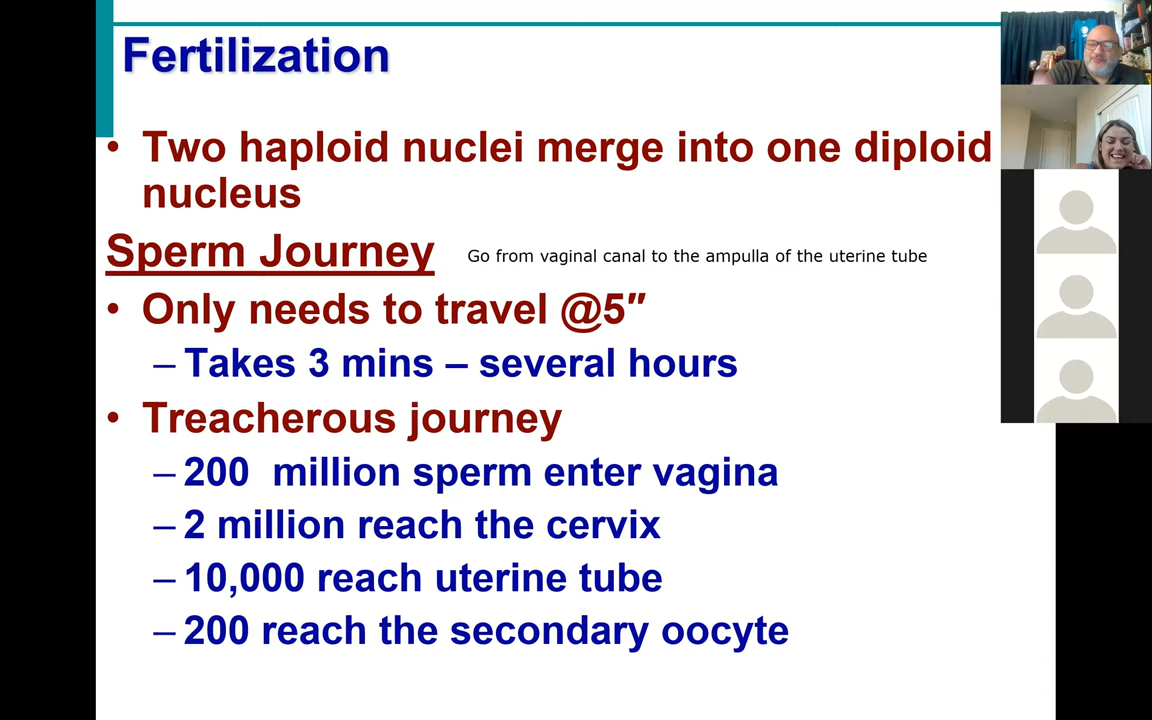 Fertilization
• Two haploid nuclei merge into one diploid
nucleus
Sperm Journey Go from vaginal canal to the ampulla of the uterine tube
• Only needs to travel @5″
– Takes 3 mins – several hours
• Treacherous journey
– 200 million sperm enter vagina
– 2 million reach the cervix
– 10,000 reach uterine tube
– 200 reach the secondary oocyte